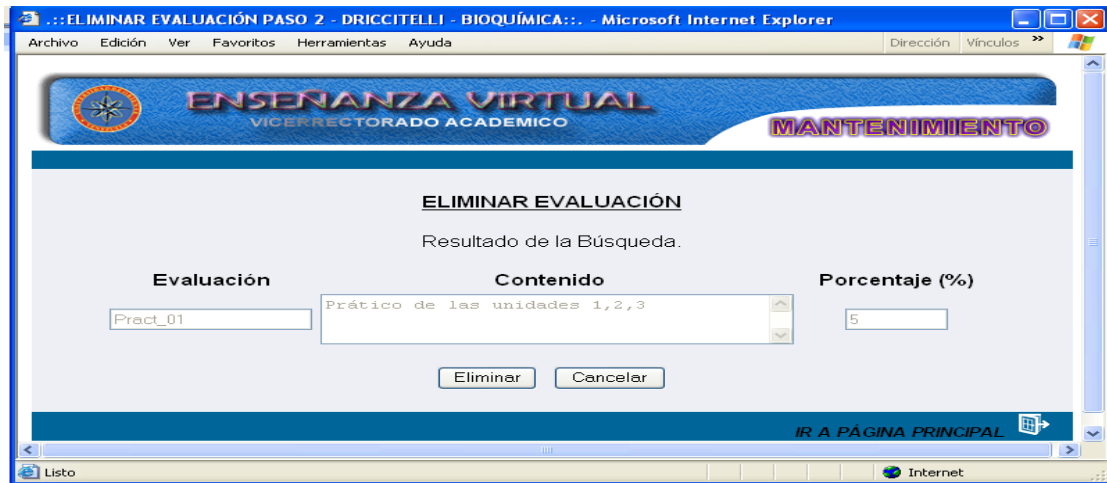 .::ELIMINAR EVALUACIÓN PASO 2 - DRICCITELLI - BIOQUÍMICA::. - Microsoft Internet Explorer
Archivo Edición Ver Favoritos Herramientas Ayuda Dirección Vínculos »
ENSEÑANZA VIRTUAL
VICERRECTORADO ACADEMICO
MANTENIMIENTO
ELIMINAR EVALUACIÓN
Resultado de la Búsqueda.
Evaluación Contenido Porcentaje (%)
Pract_01 Prático de las unidades 1,2,3 5
Eliminar Cancelar
IR A PÁGINA PRINCIPAL
Listo Internet